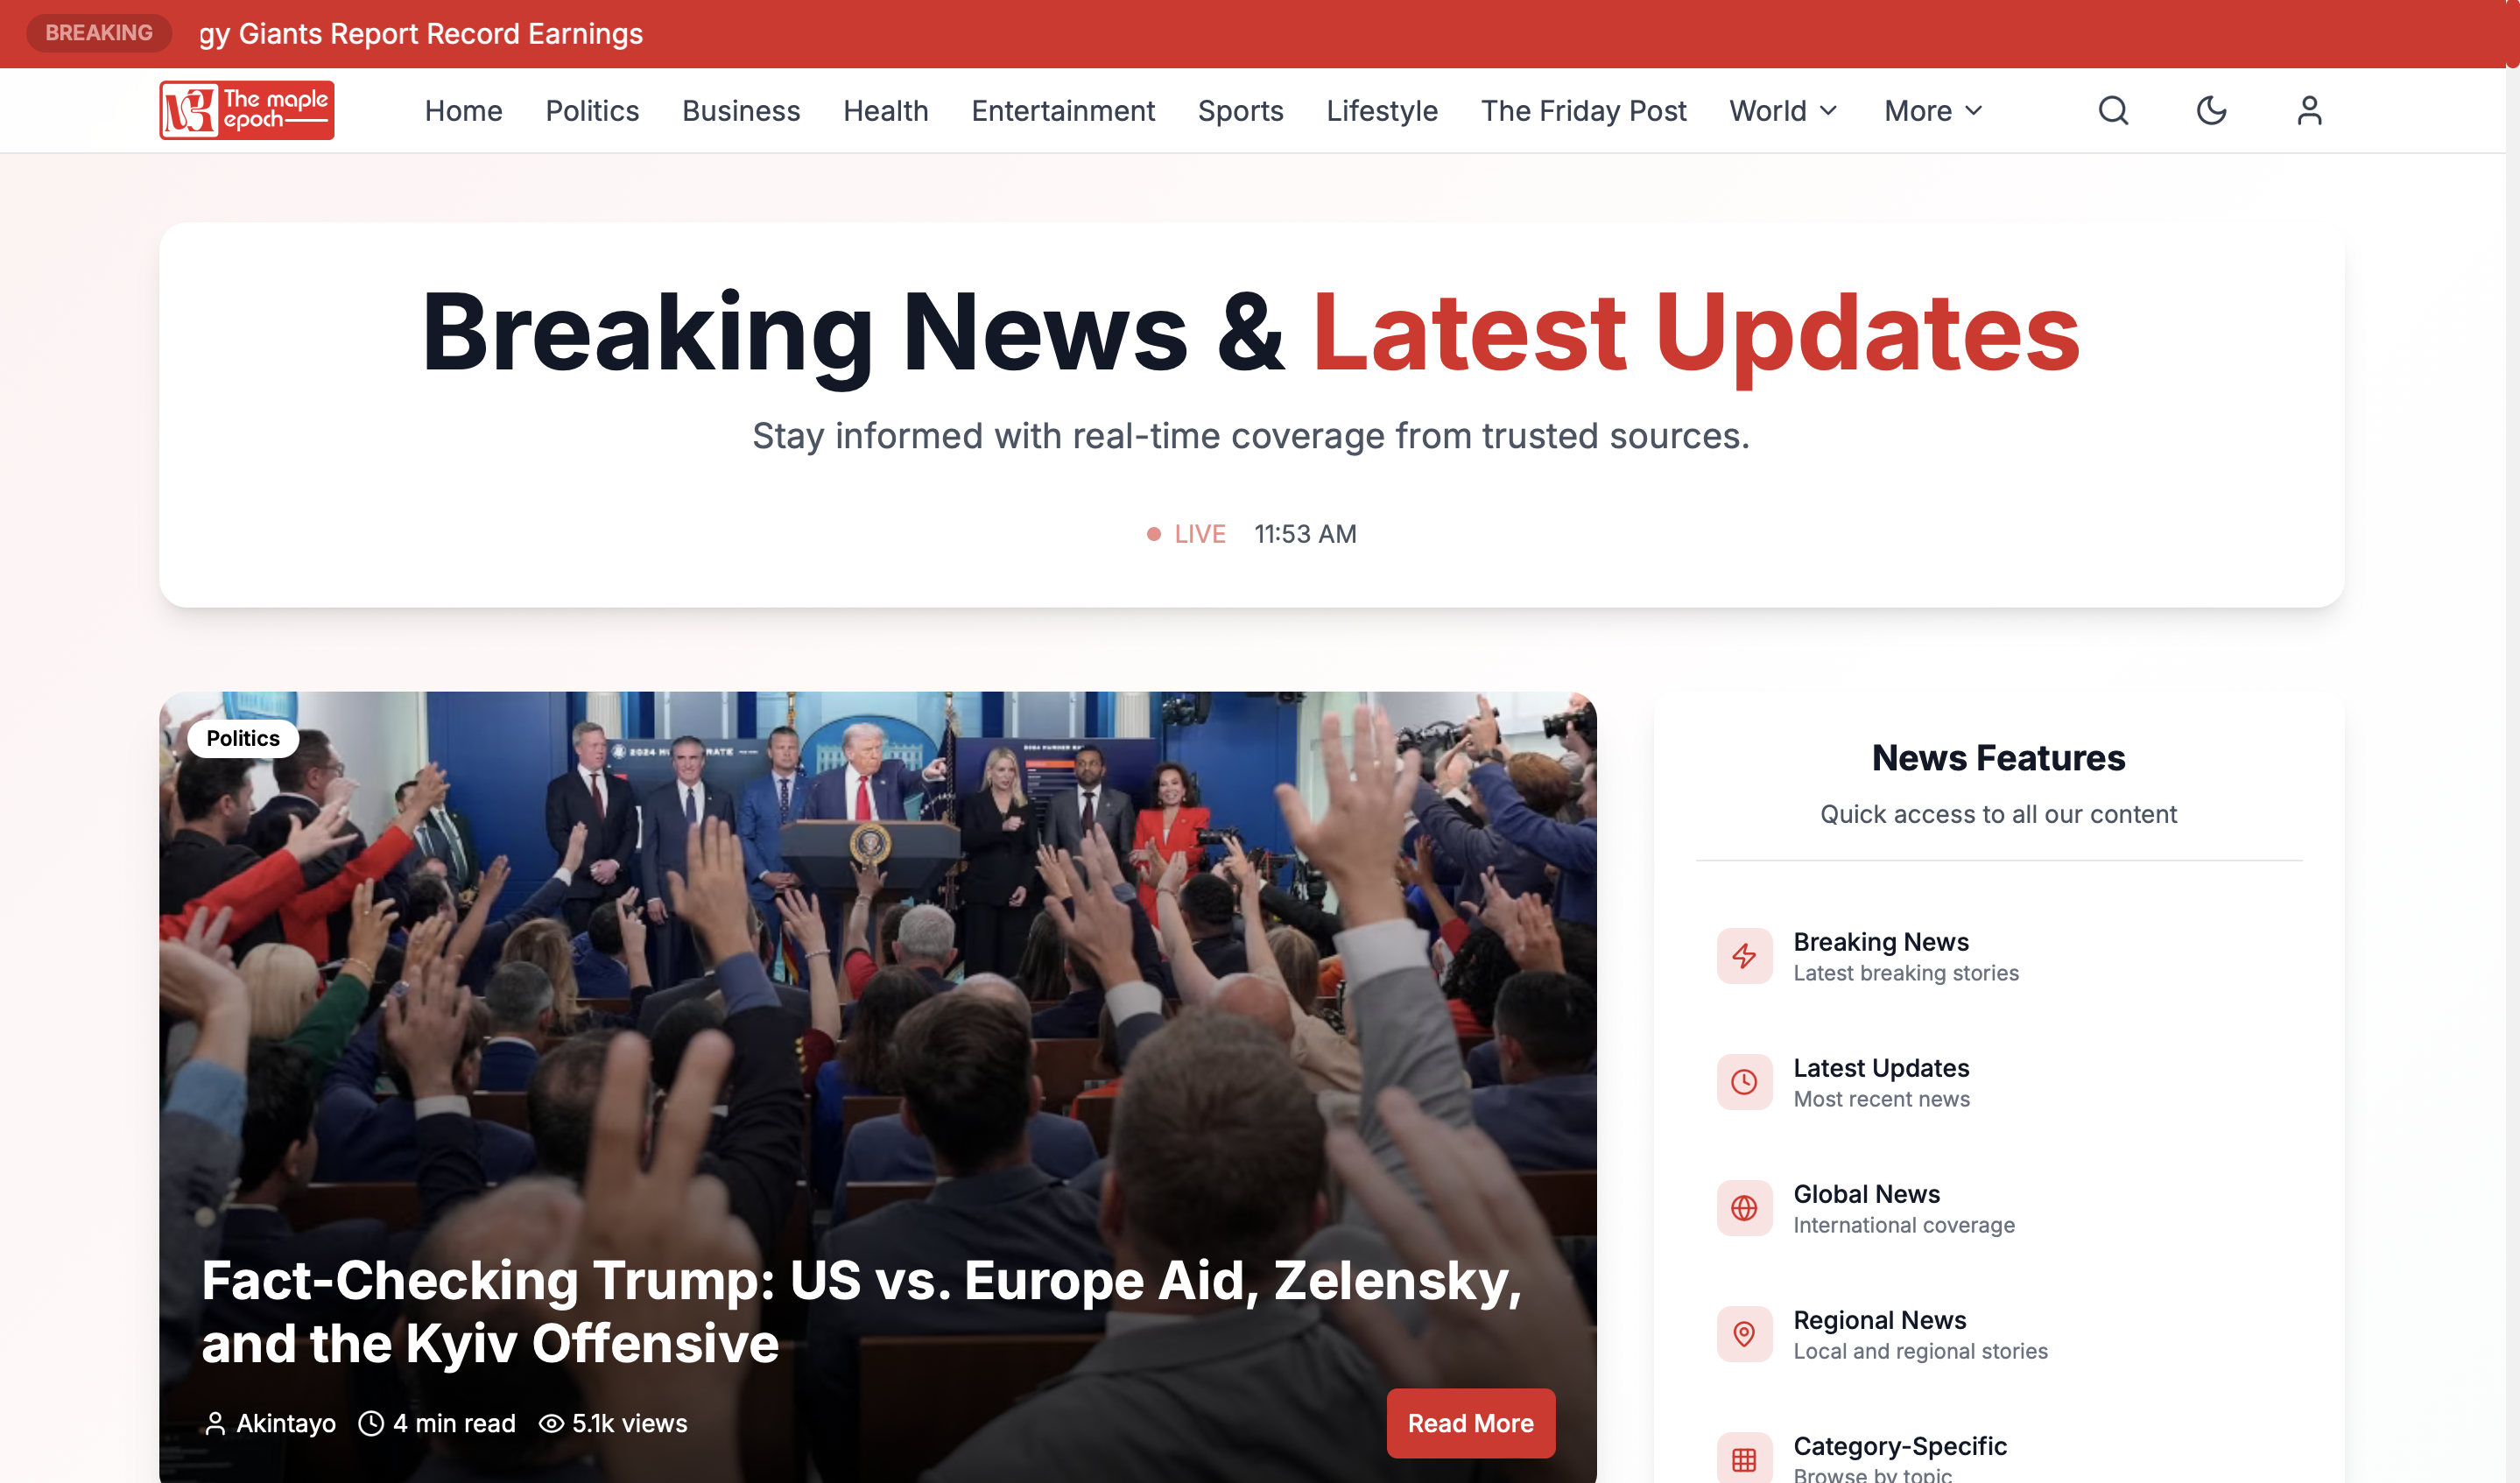 BREAKING
gy Giants Report Record Earnings
The maple
epoch
Home
Politics
Business
Health
Entertainment
Sports
Lifestyle
The Friday Post
World
More
Breaking News & Latest Updates
Stay informed with real-time coverage from trusted sources.
LIVE 11:53 AM
Politics
Fact-Checking Trump: US vs. Europe Aid, Zelensky,
and the Kyiv Offensive
Akintayo
4 min read
5.1k views
Read More
News Features
Quick access to all our content
Breaking News
Latest breaking stories
Latest Updates
Most recent news
Global News
International coverage
Regional News
Local and regional stories
Category-Specific
Browse by topic